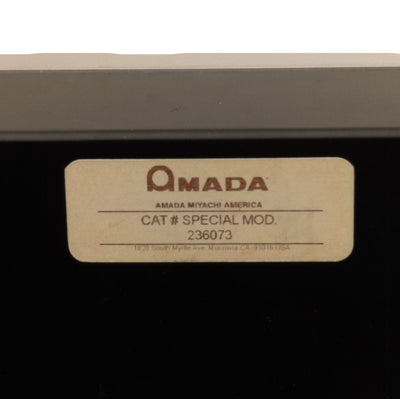 AMADA
AMADA MIYACHI AMERICA
CAT # SPECIAL MOD.
236073
1820 South Myrtle Ave, Monrovia CA, 91016 USA